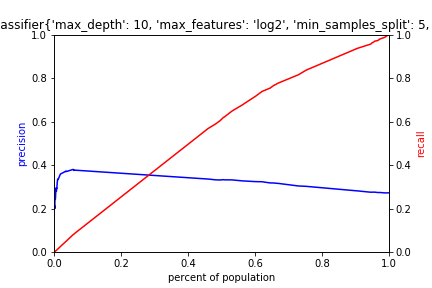 assifier{'max_depth': 10, 'max_features': 'log2', 'min_samples_split': 5,
1.0 1.0
0.8 0.8
0.6 0.6
precision recall
0.4 0.4
0.2 0.2
0.0 0.0
0.0 0.2 0.4 0.6 0.8 1.0
percent of population